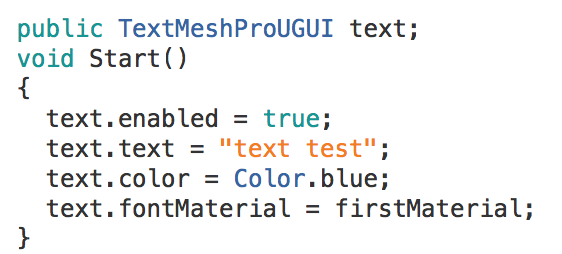 public TextMeshProUGUI text;
void Start()
{
  text.enabled = true;
  text.text = "text test";
  text.color = Color.blue;
  text.fontMaterial = firstMaterial;
}